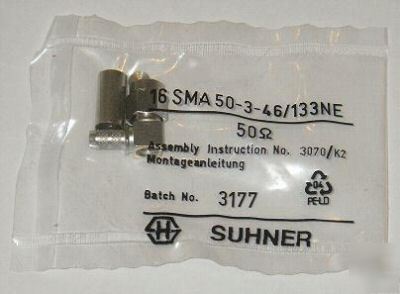 16 SMA 50-3-46/133NE
50Ω
Assembly Instruction No. 3070/K2
Montageanleitung
Batch No. 3177
04
PE-LD
H SUHNER